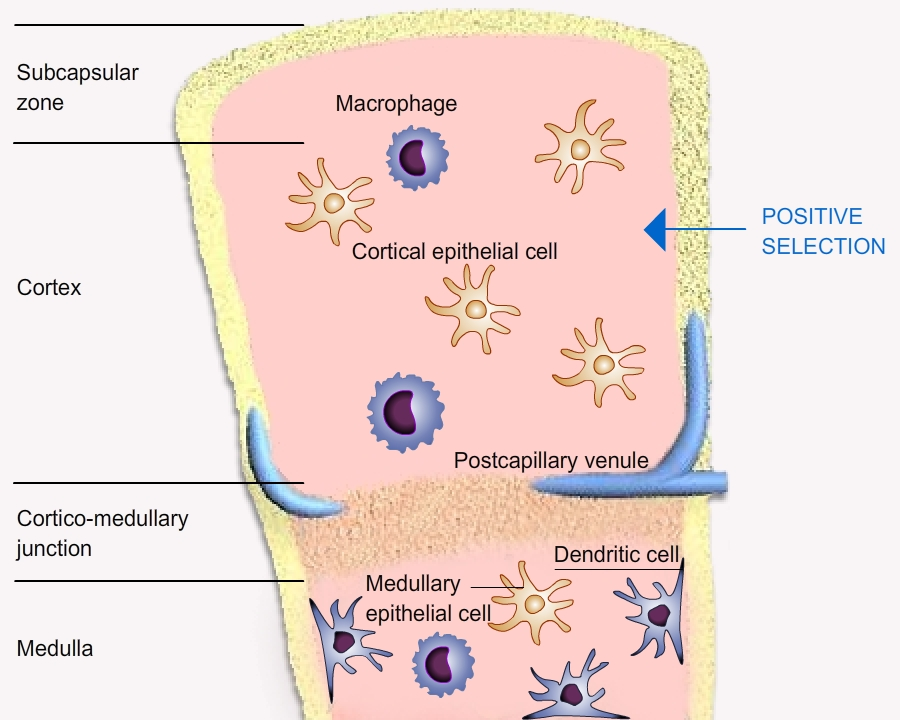 Subcapsular
zone
Macrophage
POSITIVE
SELECTION
Cortical epithelial cell
Cortex
Postcapillary venule
Cortico-medullary
junction
Dendritic cell
Medullary
epithelial cell
Medulla